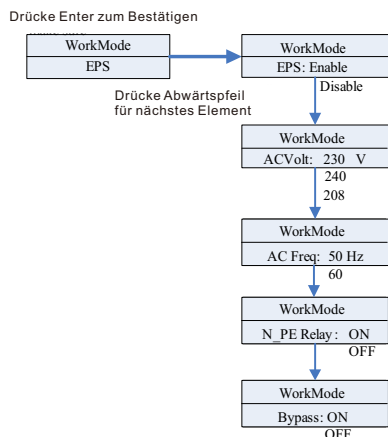 Drücke Enter zum Bestätigen
WorkMode
EPS
WorkMode
EPS: Enable
Disable
Drücke Abwärtspfeil
für nächstes Element
WorkMode
ACVolt: 230 V
240
208
WorkMode
AC Freq: 50 Hz
60
WorkMode
N_PE Relay: ON
OFF
WorkMode
Bypass: ON
OFF